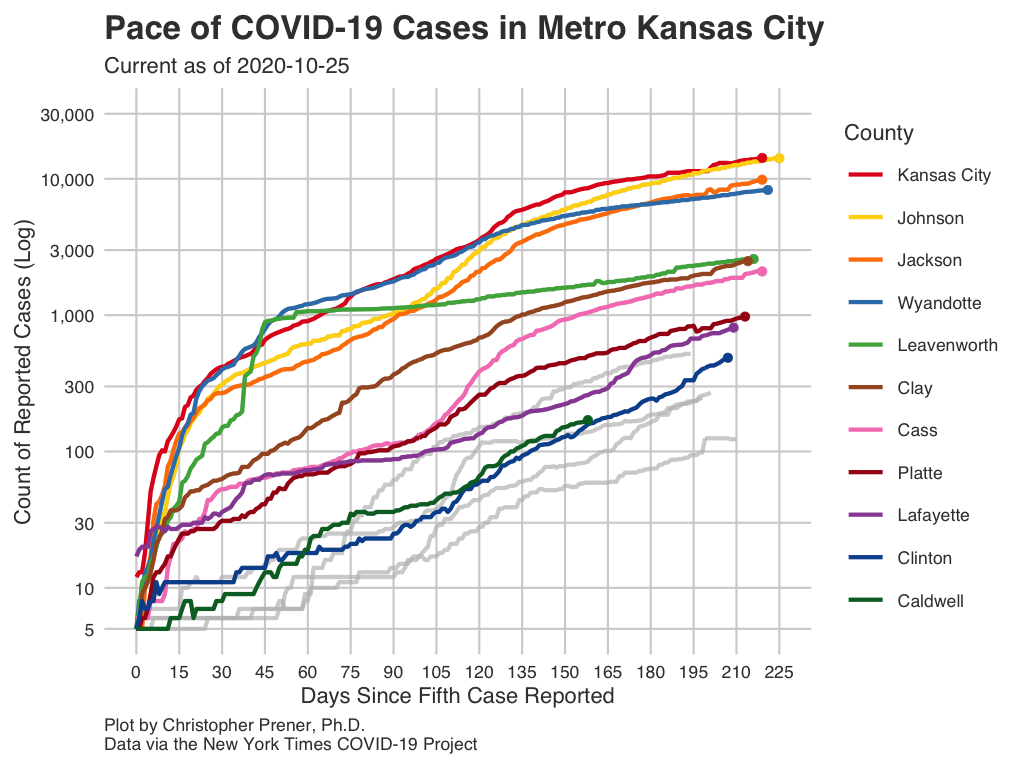 Pace of COVID-19 Cases in Metro Kansas City
Current as of 2020-10-25
Count of Reported Cases (Log)
30,000
10,000
3,000
1,000
300
100
30
10
5
0 15 30 45 60 75 90 105 120 135 150 165 180 195 210 225
Days Since Fifth Case Reported
County
Kansas City
Johnson
Jackson
Wyandotte
Leavenworth
Clay
Cass
Platte
Lafayette
Clinton
Caldwell
Plot by Christopher Prener, Ph.D.
Data via the New York Times COVID-19 Project